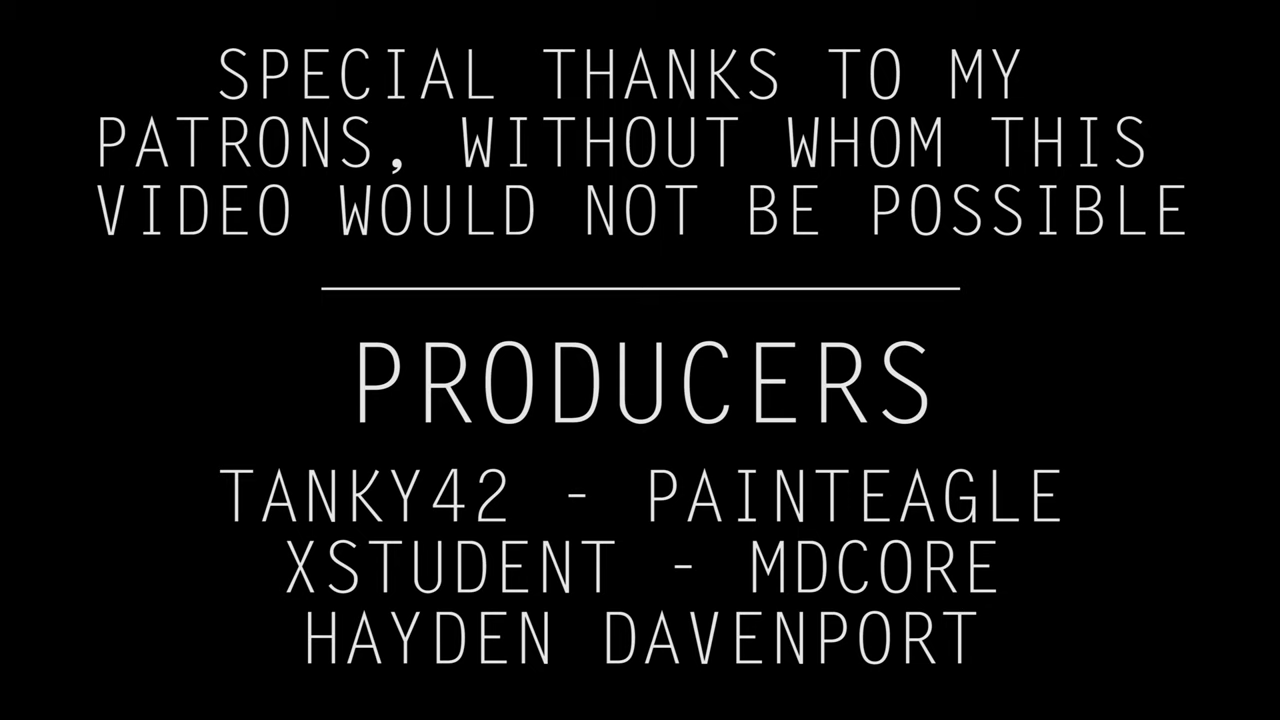 SPECIAL THANKS TO MY
PATRONS, WITHOUT WHOM THIS
VIDEO WOULD NOT BE POSSIBLE
PRODUCERS
TANKY42 - PAINTEAGLE
XSTUDENT - MDCORE
HAYDEN DAVENPORT